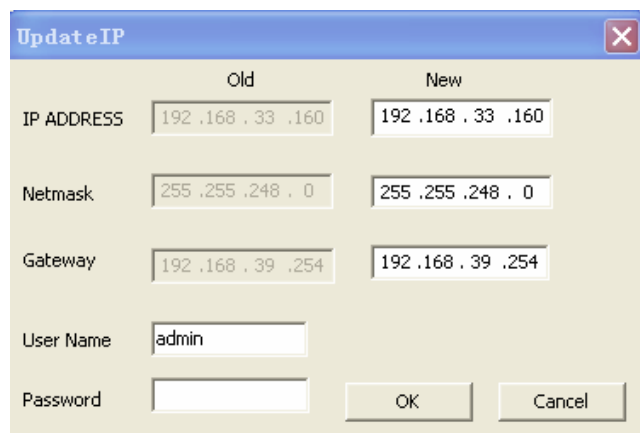 UpdateIP
Old New
IP ADDRESS 192 .168 . 33 .160 192 .168 . 33 .160
Netmask 255 .255 .248 . 0 255 .255 .248 . 0
Gateway 192 .168 . 39 .254 192 .168 . 39 .254
User Name admin
Password OK Cancel